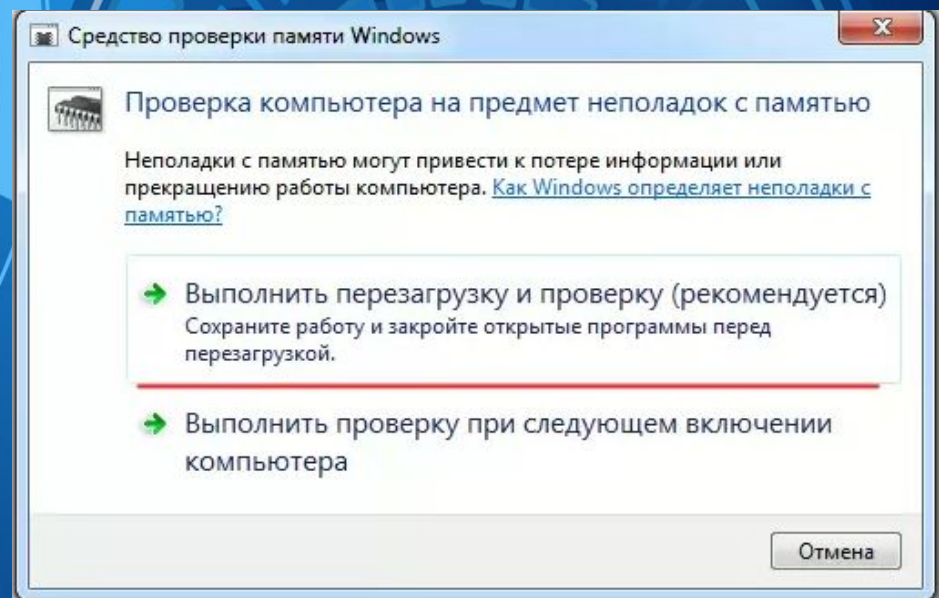 Средство проверки памяти Windows
Проверка компьютера на предмет неполадок с памятью
Неполадки с памятью могут привести к потере информации или
прекращению работы компьютера. Как Windows определяет неполадки с
памятью?
Выполнить перезагрузку и проверку (рекомендуется)
Сохраните работу и закройте открытые программы перед
перезагрузкой.
Выполнить проверку при следующем включении
компьютера
Отмена